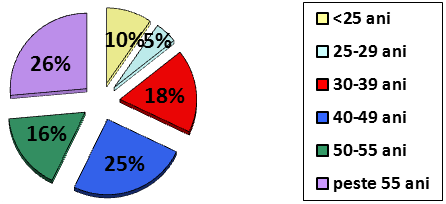 10%
5%
18%
25%
16%
26%
<25 ani
25-29 ani
30-39 ani
40-49 ani
50-55 ani
peste 55 ani